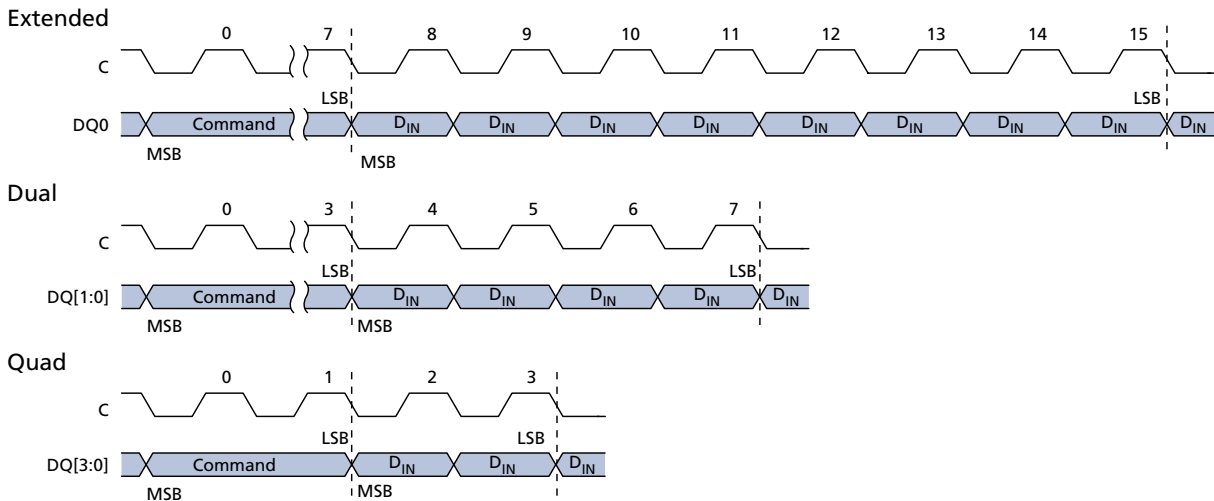 Extended
0 7 8 9 10 11 12 13 14 15
C
LSB LSB
DQ0 Command DIN DIN DIN DIN DIN DIN DIN DIN DIN
MSB MSB
Dual
0 3 4 5 6 7
C
LSB LSB
DQ[1:0] Command DIN DIN DIN DIN DIN
MSB MSB
Quad
0 1 2 3
C
LSB LSB
DQ[3:0] Command DIN DIN DIN
MSB MSB